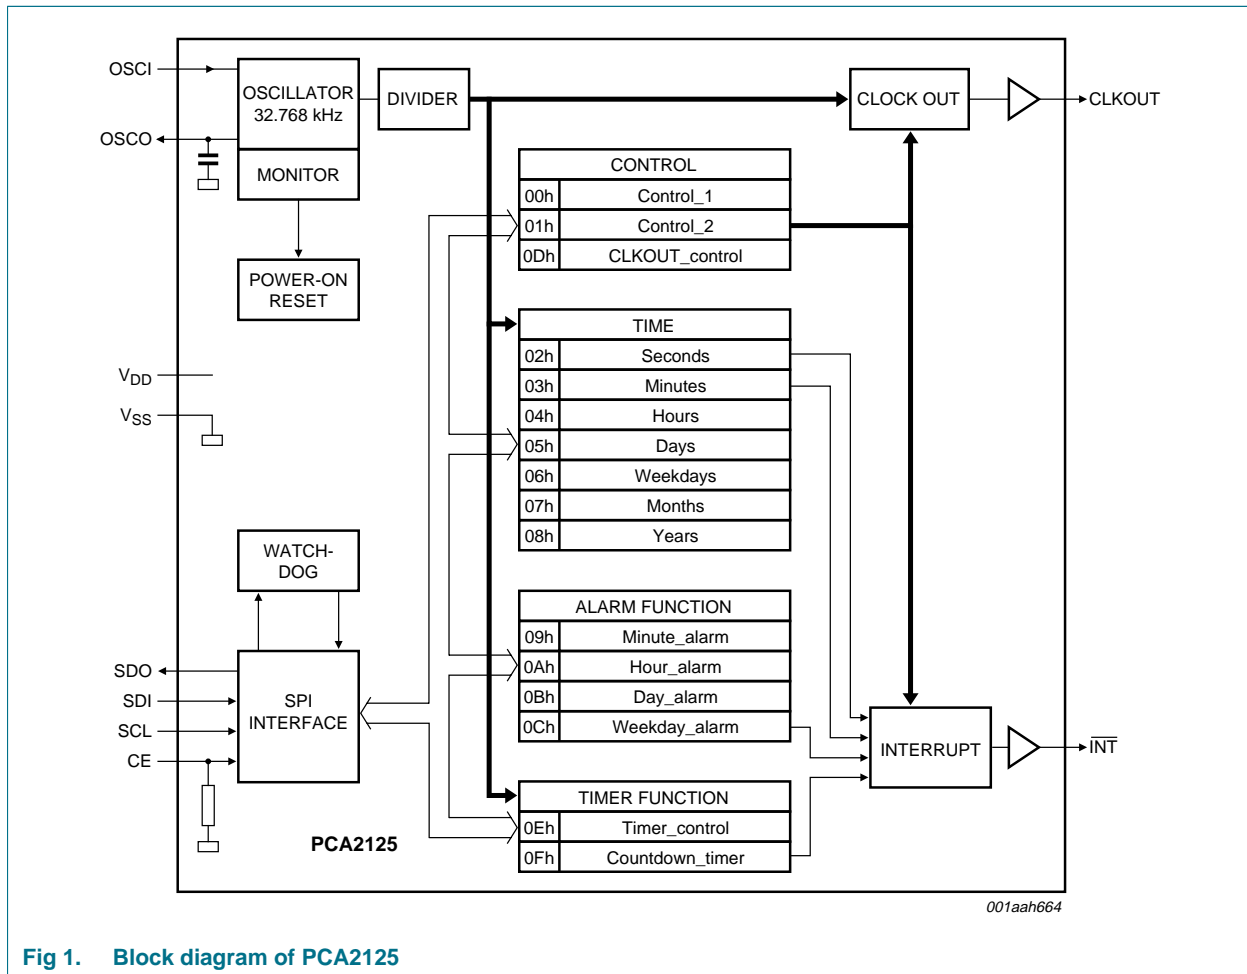 OSCI
OSCILLATOR
32.768 kHz
DIVIDER
CLOCK OUT
CLKOUT
OSCO
MONITOR
POWER-ON
RESET
VDD
VSS
CONTROL
00h Control_1
01h Control_2
0Dh CLKOUT_control
TIME
02h Seconds
03h Minutes
04h Hours
05h Days
06h Weekdays
07h Months
08h Years
WATCH-
DOG
SDO
SDI
SCL
CE
SPI
INTERFACE
ALARM FUNCTION
09h Minute_alarm
0Ah Hour_alarm
0Bh Day_alarm
0Ch Weekday_alarm
INTERRUPT
INT
TIMER FUNCTION
0Eh Timer_control
0Fh Countdown_timer
PCA2125
001aah664
Fig 1. Block diagram of PCA2125